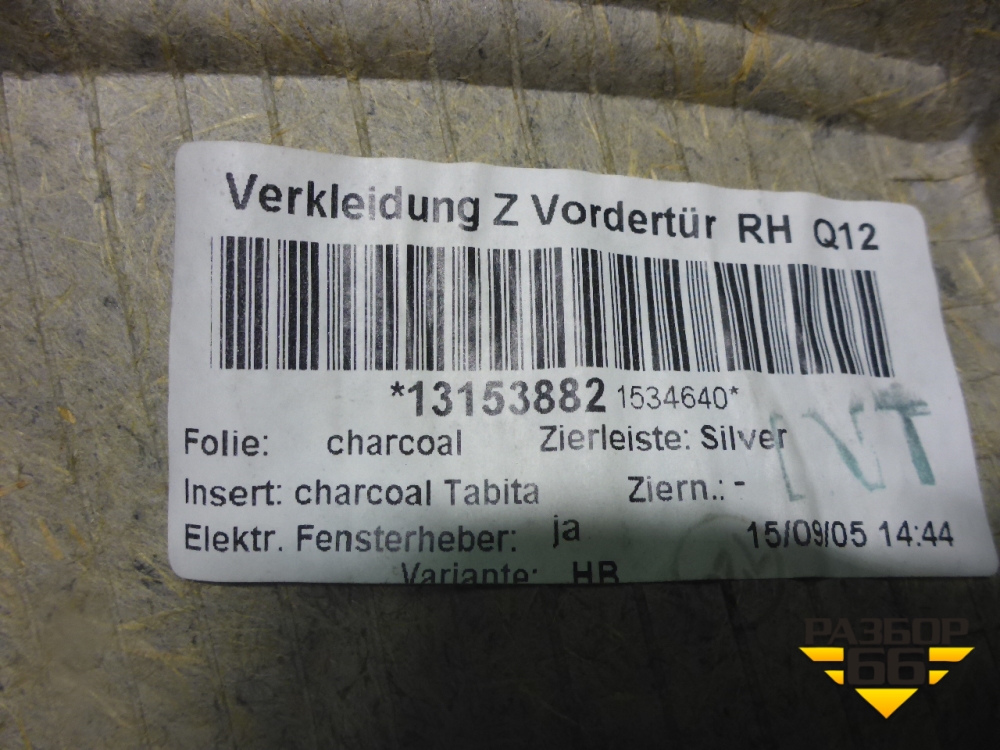 Verkleidung Z Vordertür RH Q12
*13153882 1534640*
Folie: charcoal Zierleiste: Silver
Insert: charcoal Tabita Ziern.: -
Elektr. Fensterheber: ja 15/09/05 14:44
Variante: HB
РАЗБОР
66